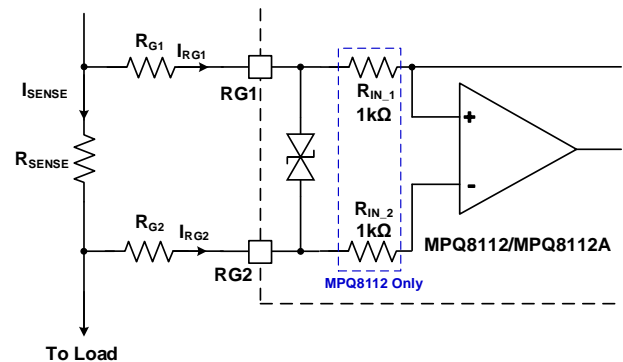 RG1
IRG1
ISENSE
RG1
RIN_1
1kΩ
+
RSENSE
-
RG2
IRG2
RIN_2
1kΩ
MPQ8112/MPQ8112A
RG2
MPQ8112 Only
To Load